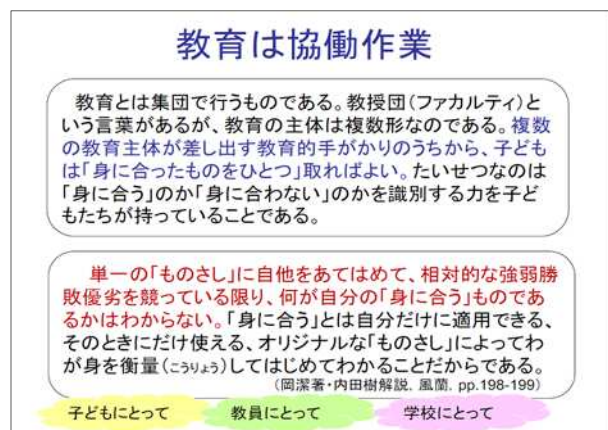 教育は協働作業
教育とは集団で行うものである。教授団(ファカルティ)と
いう言葉があるが、教育の主体は複数形なのである。複数
の教育主体が差し出す教育的手がかりのうちから、子ども
は「身に合ったものをひとつ」取ればよい。たいせつなのは
「身に合う」のか「身に合わない」のかを識別する力を子ど
もたちが持っていることである。
単一の「ものさし」に自他をあてはめて、相対的な強弱勝
敗優劣を競っている限り、何が自分の「身に合う」ものであ
るかはわからない。「身に合う」とは自分だけに適用できる、
そのときにだけ使える、オリジナルな「ものさし」によってわ
が身を衡量(こうりょう)してはじめてわかることだからである。
(岡潔著・内田樹解説, 風蘭, pp.198-199)
子どもにとって 教員にとって 学校にとって